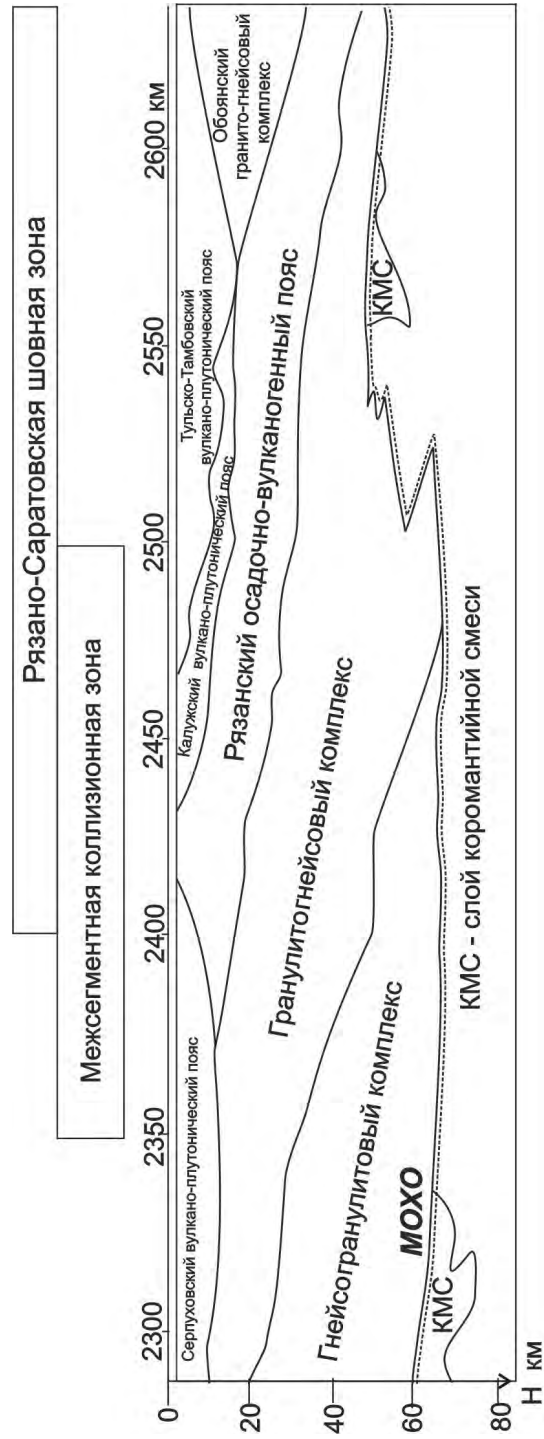 Рязано-Саратовская шовная зона
Межсегментная коллизионная зона
2300
2350
2400
2450
2500
2550
2600 км
Серпуховский вулкано-плутонический пояс
Калужский вулкано-плутонический пояс
Тульско-Тамбовский
вулкано-плутонический пояс
Обоянский
гранито-гнейсовый
комплекс
Рязанский осадочно-вулканогенный пояс
Гранулитогнейсовый комплекс
Гнейсогранулитовый комплекс
МОХО
КМС
КМС
КМС - слой коромантийной смеси
0
20
40
60
80
Н км